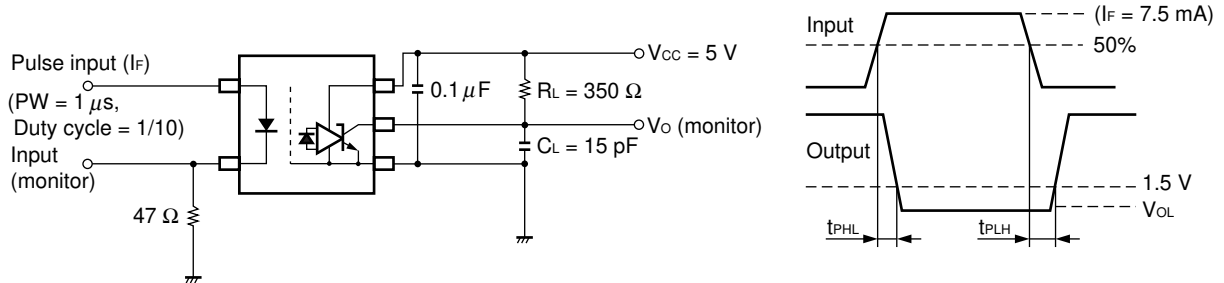 Pulse input (IF)
(PW = 1 μs,
Duty cycle = 1/10)
Input
(monitor)
47 Ω
0.1 μF
VCC = 5 V
RL = 350 Ω
VO (monitor)
CL = 15 pF
Input
(IF = 7.5 mA)
50%
Output
1.5 V
VOL
tPHL
tPLH